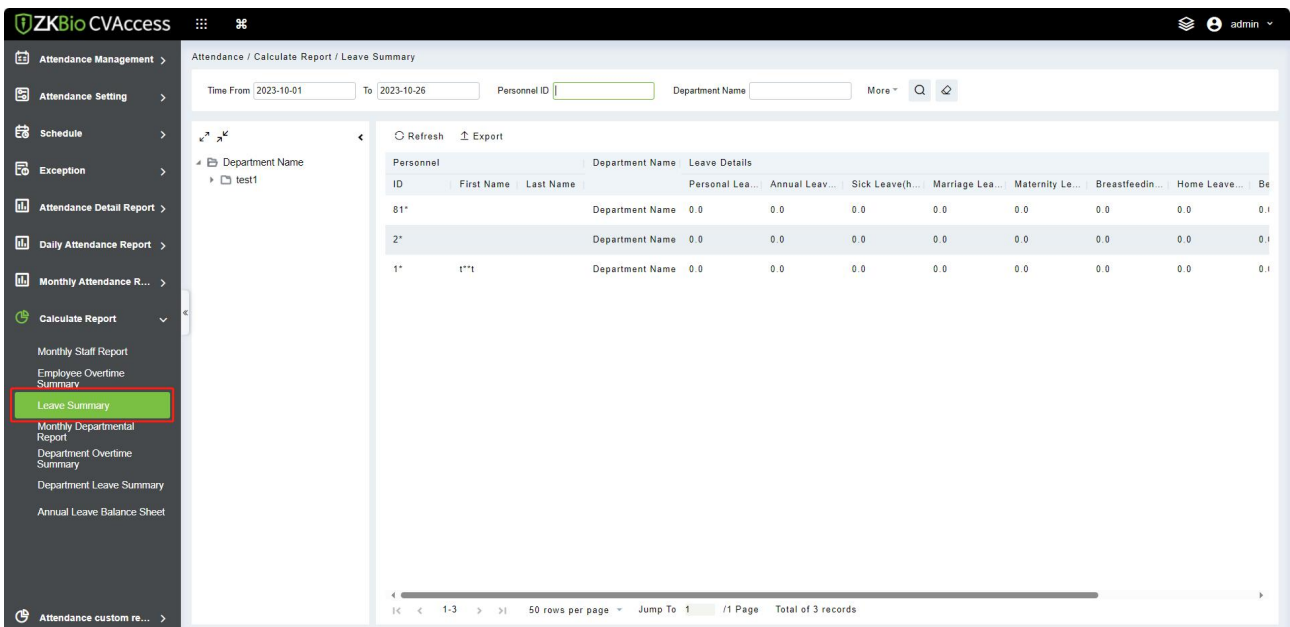 ZKBio CVAccess
admin
Attendance Management
Attendance Setting
Schedule
Exception
Attendance Detail Report
Daily Attendance Report
Monthly Attendance R...
Calculate Report
Monthly Staff Report
Employee Overtime
Summary
Leave Summary
Monthly Departmental
Report
Department Overtime
Summary
Department Leave Summary
Annual Leave Balance Sheet
Attendance custom re...
Attendance / Calculate Report / Leave Summary
Time From 2023-10-01 To 2023-10-26 Personnel ID Department Name More
Department Name
test1
Refresh Export
Personnel Department Name Leave Details
ID First Name Last Name Personal Lea... Annual Leav... Sick Leave(h... Marriage Lea... Maternity Le... Breastfeedin... Home Leave... Be
81* Department Name 0.0 0.0 0.0 0.0 0.0 0.0 0.0 0.
2* Department Name 0.0 0.0 0.0 0.0 0.0 0.0 0.0 0.
1* t**t Department Name 0.0 0.0 0.0 0.0 0.0 0.0 0.0 0.
1-3 50 rows per page Jump To 1 /1 Page Total of 3 records